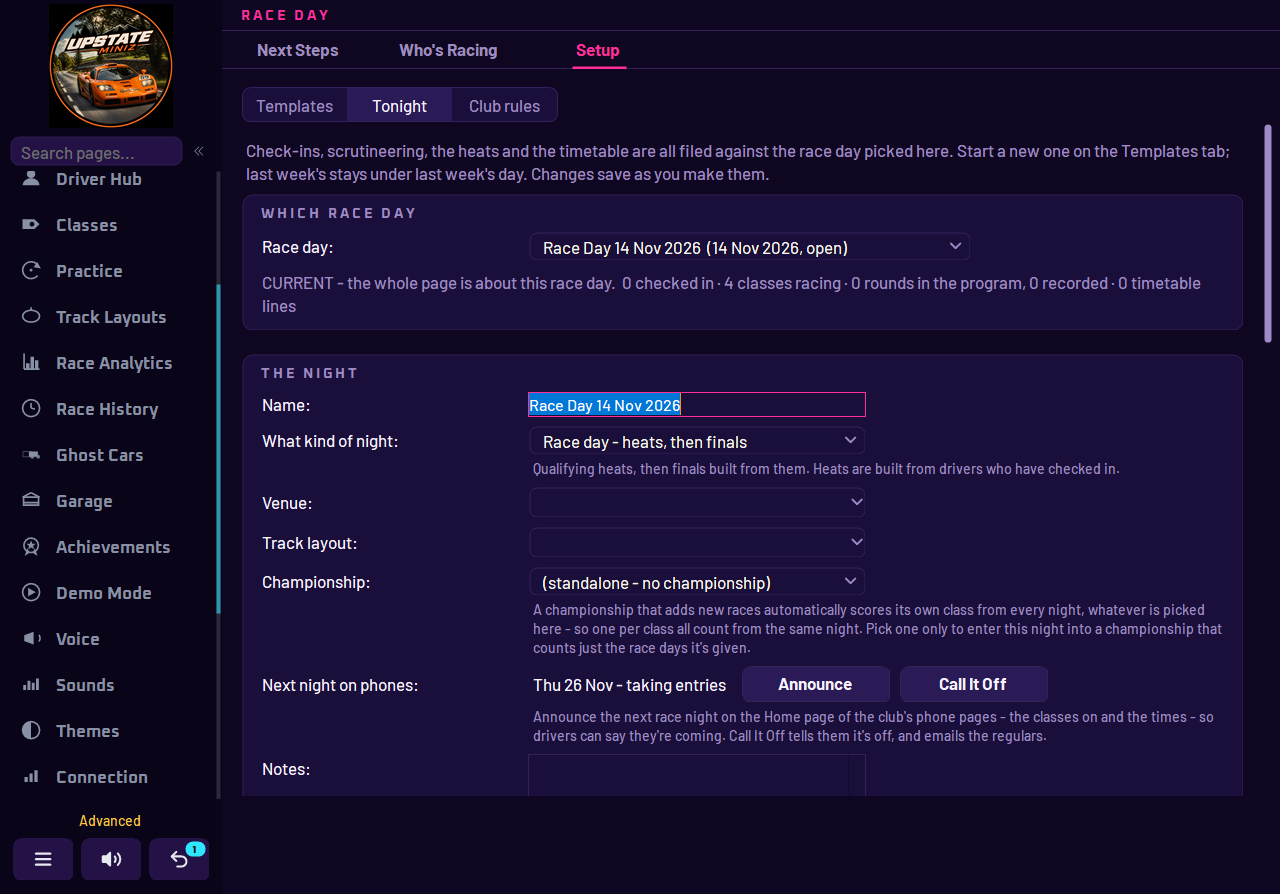 RACE DAY
UPSTATE
MINIZ
Next Steps
Who's Racing
Setup
Templates
Tonight
Club rules
Search pages...
«
Check-ins, scrutineering, the heats and the timetable are all filed against the race day picked here. Start a new one on the Templates tab;
last week's stays under last week's day. Changes save as you make them.
Driver Hub
Classes
Practice
Track Layouts
Race Analytics
Race History
Ghost Cars
Garage
Achievements
Demo Mode
Voice
Sounds
Themes
Connection
Advanced
1
WHICH RACE DAY
Race day:
Race Day 14 Nov 2026 (14 Nov 2026, open)
CURRENT - the whole page is about this race day.  0 checked in · 4 classes racing · 0 rounds in the program, 0 recorded · 0 timetable
lines
THE NIGHT
Name:
Race Day 14 Nov 2026
What kind of night:
Race day - heats, then finals
Qualifying heats, then finals built from them. Heats are built from drivers who have checked in.
Venue:
Track layout:
Championship:
(standalone - no championship)
A championship that adds new races automatically scores its own class from every night, whatever is picked
here - so one per class all count from the same night. Pick one only to enter this night into a championship that
counts just the race days it's given.
Next night on phones:
Thu 26 Nov - taking entries
Announce
Call It Off
Announce the next race night on the Home page of the club's phone pages - the classes on and the times - so
drivers can say they're coming. Call It Off tells them it's off, and emails the regulars.
Notes: